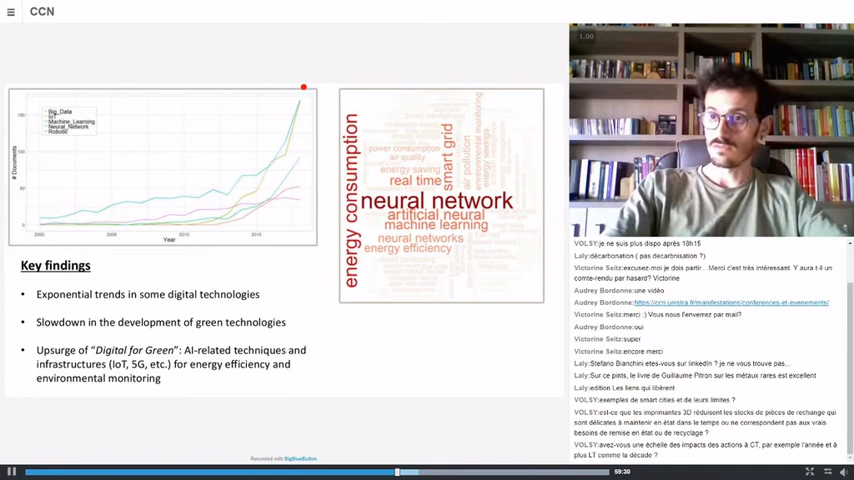 CCN
1.00
Big_Data
IoT
Machine_Learning
Neural_Network
Robotic
# Documents
150
100
50
0
2000
2005
2010
2015
Year
energy consumption
neural network
artificial neural
machine learning
neural networks
energy efficiency
real time
smart grid
power consumption
air quality
energy saving
air pollution
energy savings
environmental monitoring
Key findings
• Exponential trends in some digital technologies
• Slowdown in the development of green technologies
• Upsurge of “Digital for Green”: AI-related techniques and
infrastructures (IoT, 5G, etc.) for energy efficiency and
environmental monitoring
VOLSY:je ne suis plus dispo après 18h15
Laly:décarbonation ( pas decarbnisation ?)
Victorine Seitz:excusez-moi je dois partir... Merci c'est très intéressant. Y aura t-il un
comte-rendu par hasard? Victorine
Audrey Bordonne:une vidéo
Audrey Bordonne:https://ccn.unistra.fr/manifestations/conferences-et-evenements/
Victorine Seitz:merci :) Vous nous l'enverrez par mail?
Audrey Bordonne:oui
Victorine Seitz:super
Victorine Seitz:encore merci
Laly:Stefano Bianchini etes-vous sur linkedIn ? je ne vous trouve pas...
Laly:Sur ce pints, le livre de Guillaume Pitron sur les métaux rares est excellent
Laly:edition Les liens qui libèrent
VOLSY:exemples de smart cities et de leurs limites ?
VOLSY:est-ce que les imprimantes 3D réduisent les stocks de pièces de rechange qui
sont délicates à maintenir en état dans le temps ou ne correspondent pas aux vrais
besoins de remise en état ou de recyclage ?
VOLSY:avez-vous une échelle des impacts des actions à CT, par exemple l'année et à
plus LT comme la décade ?
Recorded with BigBlueButton.
59:30